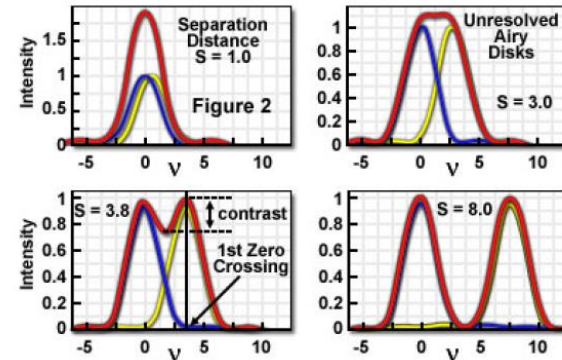 Intensity
1.5
1
0.5
0
-5
0
5
10
ν
Separation
Distance
S = 1.0
Figure 2
1
0.8
0.6
0.4
0.2
0
-5
0
5
10
ν
Unresolved
Airy
Disks
S = 3.0
Intensity
1
0.8
0.6
0.4
0.2
0
-5
0
5
10
ν
S = 3.8
contrast
1st Zero
Crossing
1
0.8
0.6
0.4
0.2
0
-5
0
5
10
ν
S = 8.0